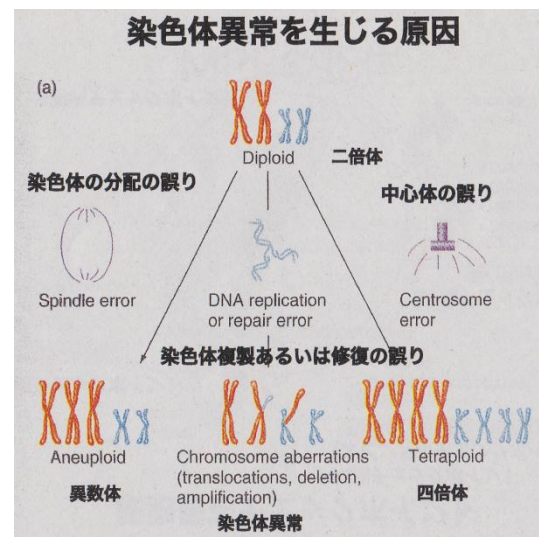 染色体異常を生じる原因
(a)
Diploid 二倍体
染色体の分配の誤り
中心体の誤り
Spindle error
DNA replication
or repair error
Centrosome
error
染色体複製あるいは修復の誤り
Aneuploid
異数体
Chromosome aberrations
(translocations, deletion,
amplification)
染色体異常
Tetraploid
四倍体